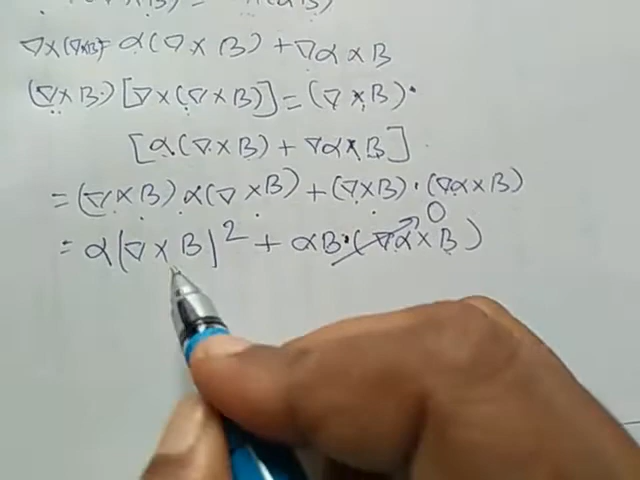 ∇×(∇×B)= α(∇×B) + ∇α×B
(∇×B)·[∇×(∇×B)] = (∇×B)·
[α(∇×B) + ∇α×B]
= (∇×B)·α(∇×B) + (∇×B)·(∇α×B)
= α|∇×B|² + αB·(∇α×B) 0